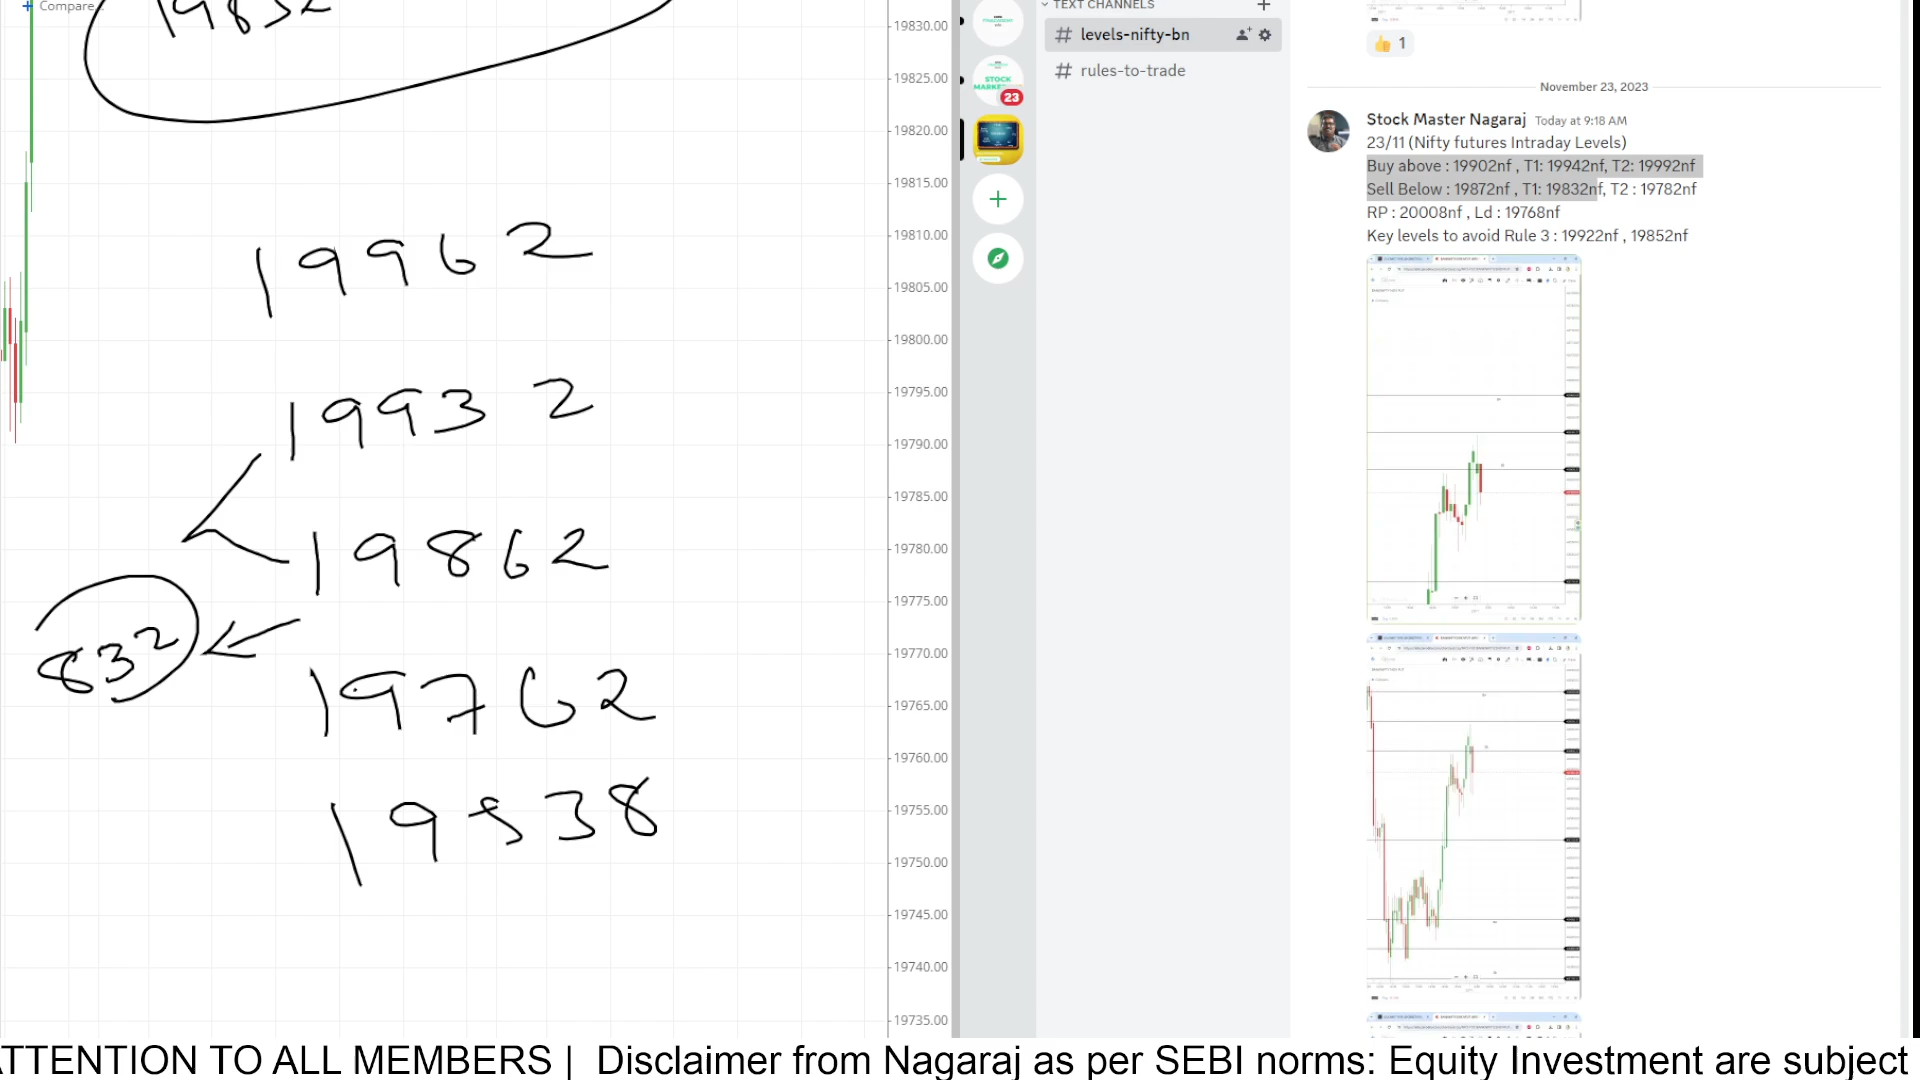 + Compare...
19832
19962
19932
19862
832
19762
19838
19830.00
19825.00
19820.00
19815.00
19810.00
19805.00
19800.00
19795.00
19790.00
19785.00
19780.00
19775.00
19770.00
19765.00
19760.00
19755.00
19750.00
19745.00
19740.00
19735.00
STOCK
23
TEXT CHANNELS
# levels-nifty-bn
# rules-to-trade
👍 1
November 23, 2023
Stock Master Nagaraj Today at 9:18 AM
23/11 (Nifty futures Intraday Levels)
Buy above : 19902nf , T1: 19942nf, T2: 19992nf
Sell Below : 19872nf , T1: 19832nf, T2 : 19782nf
RP : 20008nf , Ld : 19768nf
Key levels to avoid Rule 3 : 19922nf , 19852nf
ATTENTION TO ALL MEMBERS | Disclaimer from Nagaraj as per SEBI norms: Equity Investment are subject